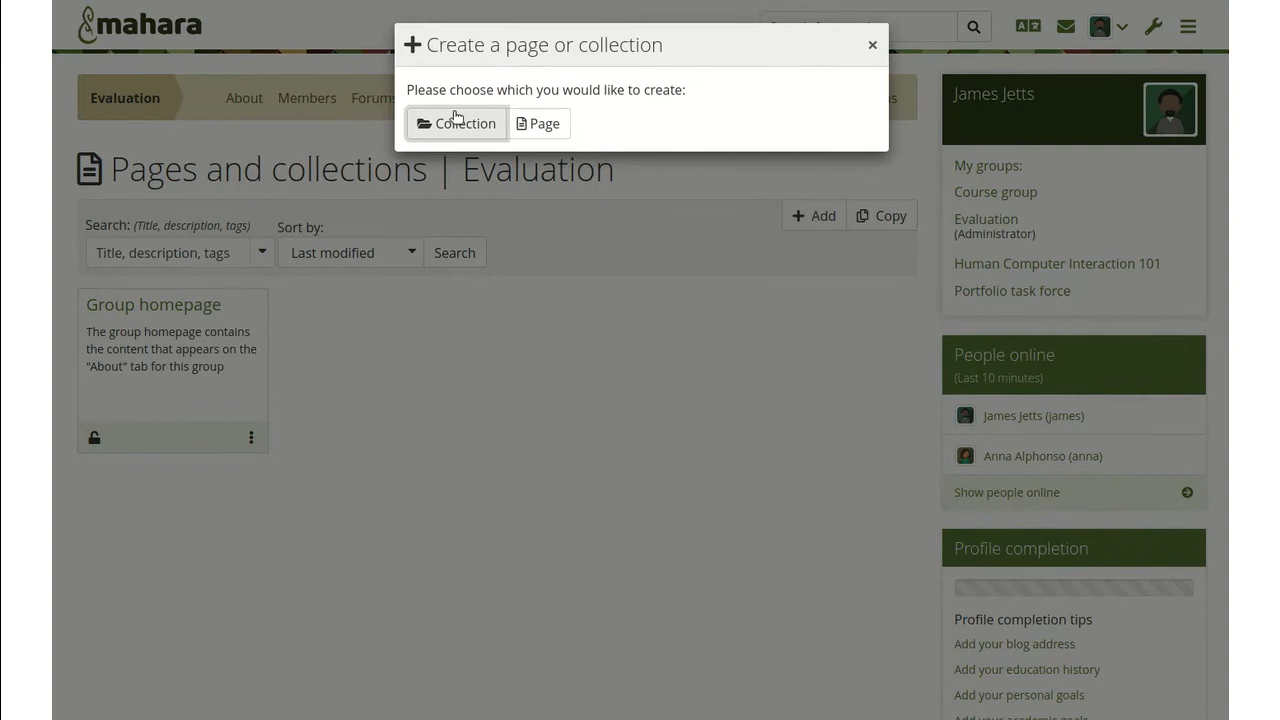 mahara
Create a page or collection
×
Please choose which you would like to create:
Collection
Page
Evaluation
About
Members
Forums
Pages and collections | Evaluation
Add
Copy
Search: (Title, description, tags)
Sort by:
Title, description, tags
Last modified
Search
Group homepage
The group homepage contains
the content that appears on the
"About" tab for this group
James Jetts
My groups:
Course group
Evaluation
(Administrator)
Human Computer Interaction 101
Portfolio task force
People online
(Last 10 minutes)
James Jetts (james)
Anna Alphonso (anna)
Show people online
Profile completion
Profile completion tips
Add your blog address
Add your education history
Add your personal goals